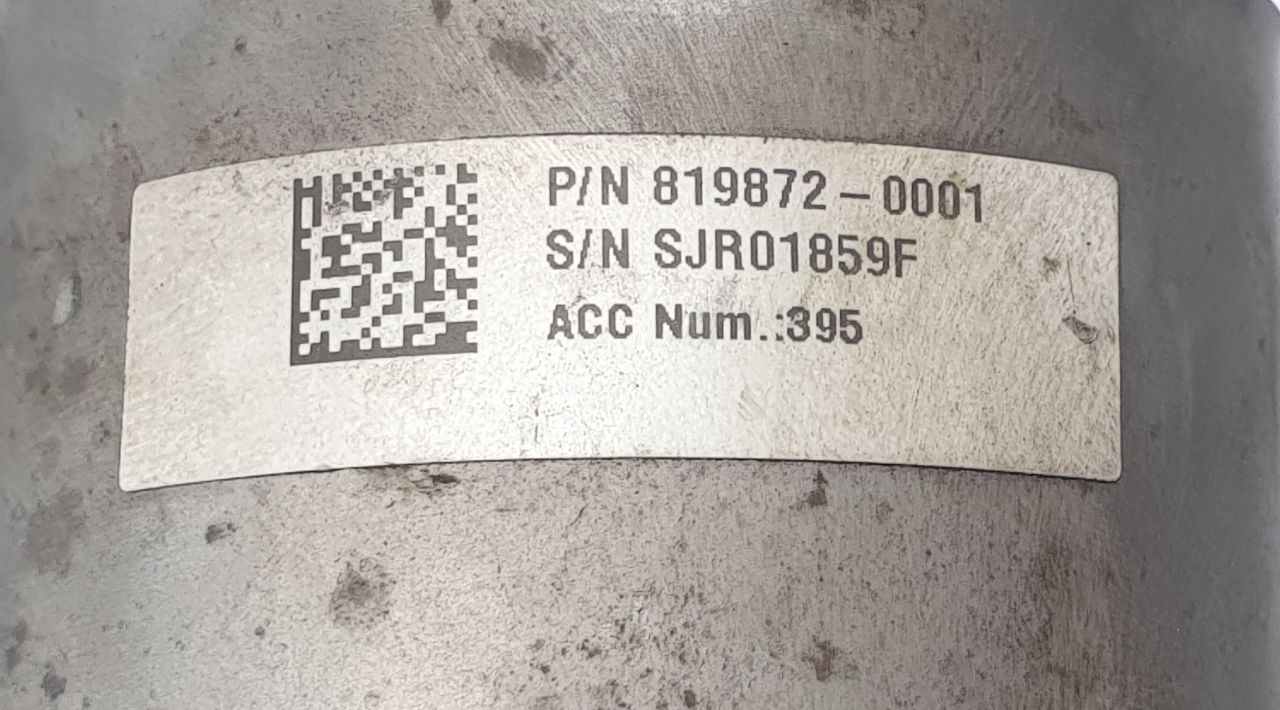 P/N 819872-0001
S/N SJR01859F
ACC Num.:395